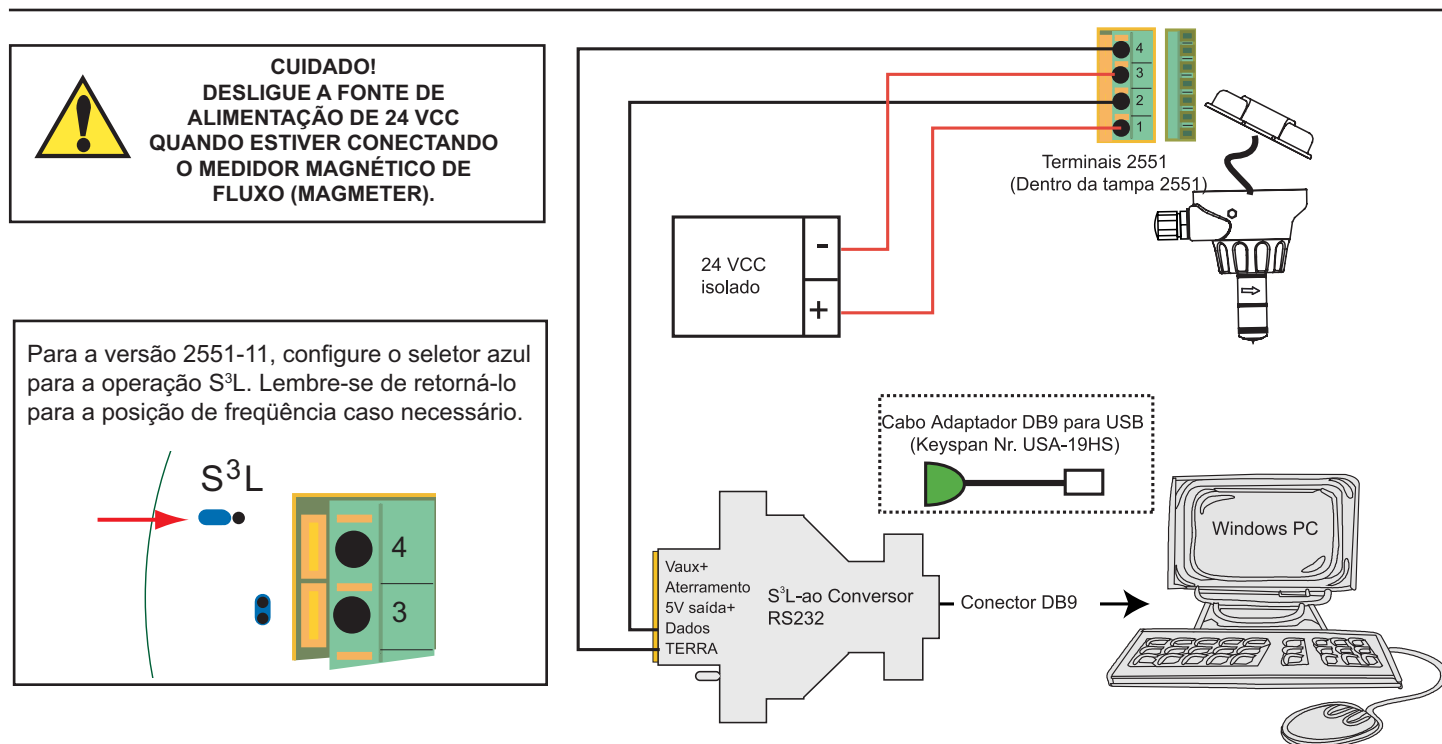 CUIDADO!
DESLIGUE A FONTE DE
ALIMENTAÇÃO DE 24 VCC
QUANDO ESTIVER CONECTANDO
O MEDIDOR MAGNÉTICO DE
FLUXO (MAGMETER).
4
3
2
1
Terminais 2551
(Dentro da tampa 2551)
24 VCC
isolado
-
+
Para a versão 2551-11, configure o seletor azul
para a operação S³L. Lembre-se de retorná-lo
para a posição de freqüência caso necessário.
S³L
4
3
Cabo Adaptador DB9 para USB
(Keyspan Nr. USA-19HS)
Vaux+
Aterramento
5V saída+
Dados
TERRA
S³L-ao Conversor
RS232
Conector DB9
Windows PC